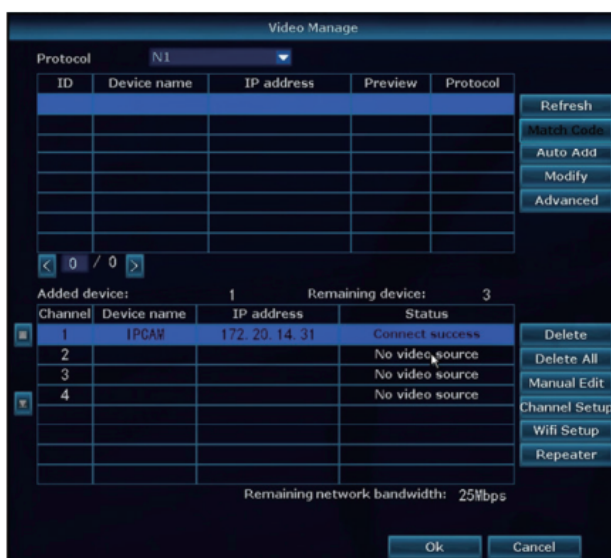 Video Manage
Protocol N1
ID Device name IP address Preview Protocol
Refresh
Match Code
Auto Add
Modify
Advanced
< 0 / 0 >
Added device: 1 Remaining device: 3
Channel Device name IP address Status
1 IPCAM 172.20.14.31 Connect success Delete
2 No video source Delete All
3 No video source Manual Edit
4 No video source Channel Setup
Wifi Setup
Repeater
Remaining network bandwidth: 25Mbps
Ok Cancel